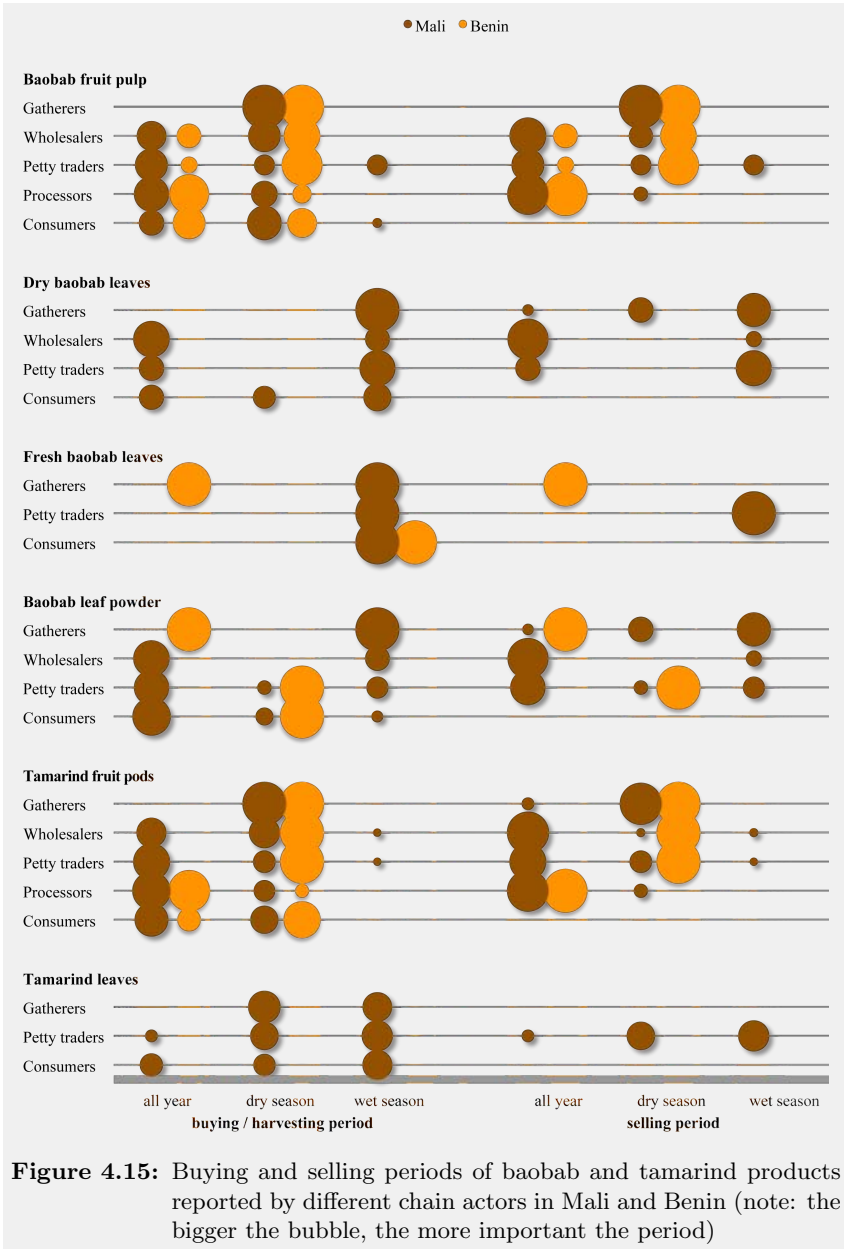 Mali Benin
Baobab fruit pulp
Gatherers
Wholesalers
Petty traders
Processors
Consumers
Dry baobab leaves
Gatherers
Wholesalers
Petty traders
Consumers
Fresh baobab leaves
Gatherers
Petty traders
Consumers
Baobab leaf powder
Gatherers
Wholesalers
Petty traders
Consumers
Tamarind fruit pods
Gatherers
Wholesalers
Petty traders
Processors
Consumers
Tamarind leaves
Gatherers
Petty traders
Consumers
all year dry season wet season all year dry season wet season
buying / harvesting period selling period
Figure 4.15: Buying and selling periods of baobab and tamarind products
reported by different chain actors in Mali and Benin (note: the
bigger the bubble, the more important the period)